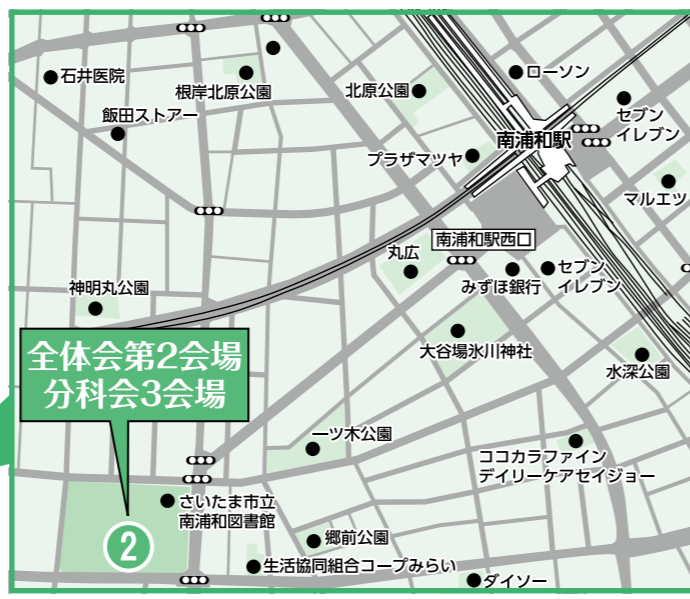 石井医院
根岸北原公園
北原公園
ローソン
飯田ストアー
セブン
イレブン
南浦和駅
プラザマツヤ
マルエツ
南浦和駅西口
丸広
みずほ銀行
セブン
イレブン
神明丸公園
全体会第2会場
分科会3会場
大谷場氷川神社
水深公園
一ツ木公園
ココカラファイン
デイリーケアセイジョー
さいたま市立
南浦和図書館
②
郷前公園
生活協同組合コープみらい
ダイソー